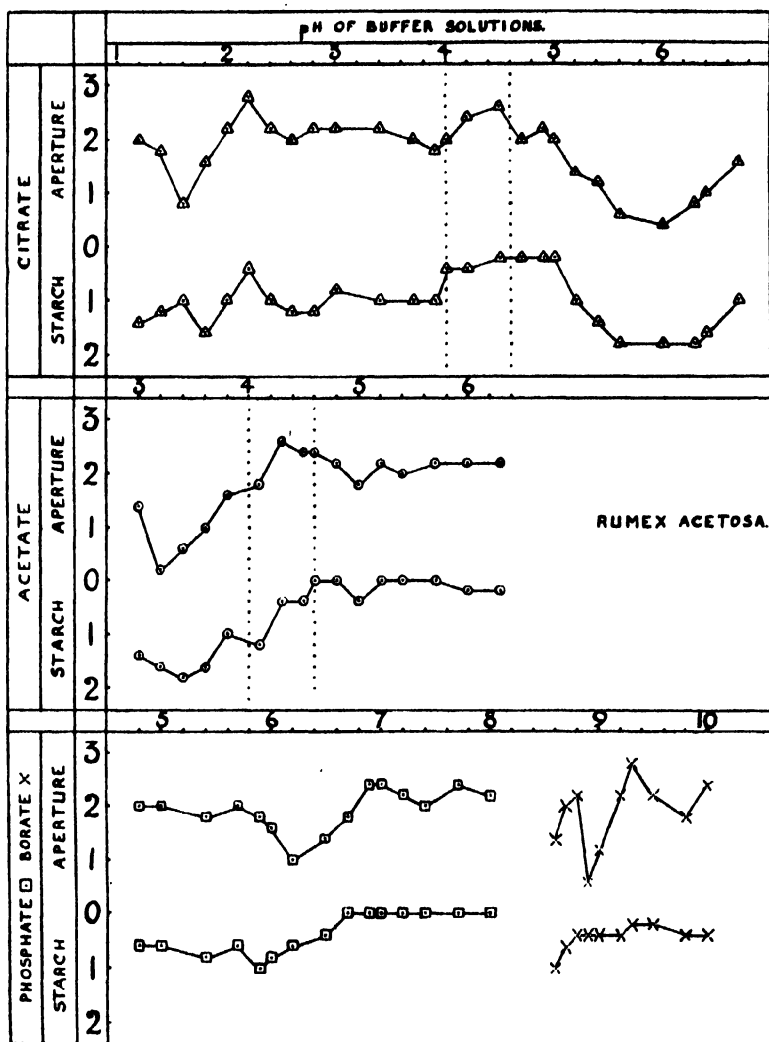 pH OF BUFFER SOLUTIONS.
1 2 3 4 5 6
CITRATE
APERTURE
STARCH
3
2
1
0
1
2
3 4 5 6
ACETATE
APERTURE
STARCH
3
2
1
0
1
2
RUMEX ACETOSA.
5 6 7 8 9 10
PHOSPHATE ⊡ BORATE X
APERTURE
STARCH
3
2
1
0
1
2